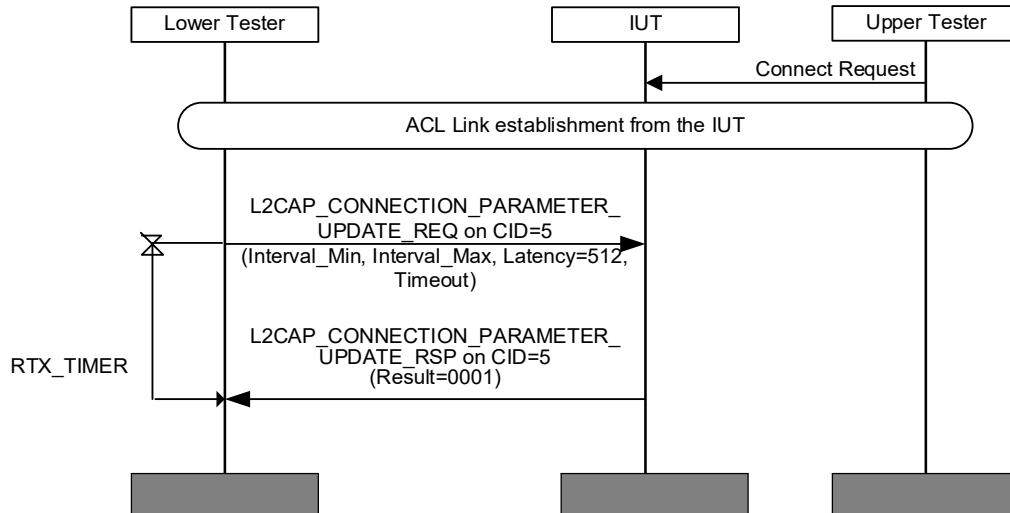 Lower Tester
IUT
Upper Tester
Connect Request
ACL Link establishment from the IUT
L2CAP_CONNECTION_PARAMETER_
UPDATE_REQ on CID=5
(Interval_Min, Interval_Max, Latency=512,
Timeout)
L2CAP_CONNECTION_PARAMETER_
UPDATE_RSP on CID=5
(Result=0001)
RTX_TIMER